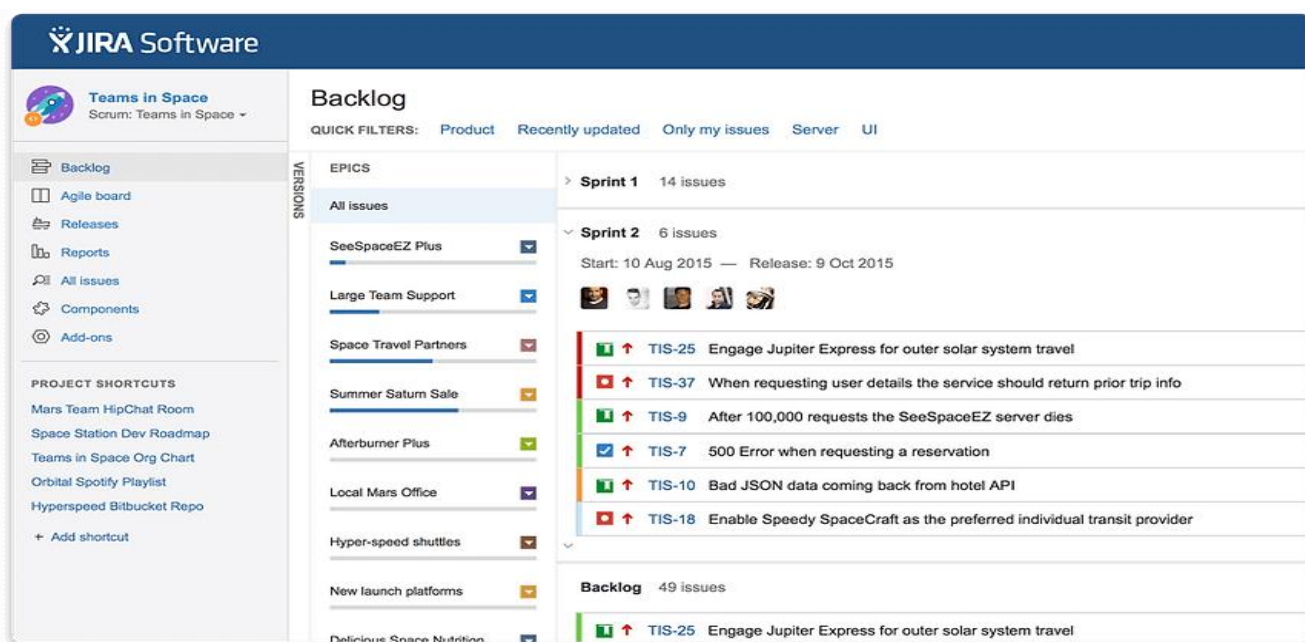 JIRA Software
Teams in Space
Scrum: Teams in Space
Backlog
Agile board
Releases
Reports
All issues
Components
Add-ons
PROJECT SHORTCUTS
Mars Team HipChat Room
Space Station Dev Roadmap
Teams in Space Org Chart
Orbital Spotify Playlist
Hyperspeed Bitbucket Repo
+ Add shortcut
Backlog
QUICK FILTERS: Product Recently updated Only my issues Server UI
VERSIONS
EPICS
All issues
SeeSpaceEZ Plus
Large Team Support
Space Travel Partners
Summer Saturn Sale
Afterburner Plus
Local Mars Office
Hyper-speed shuttles
New launch platforms
Delicious Space Nutrition
Sprint 1 14 issues
Sprint 2 6 issues
Start: 10 Aug 2015 — Release: 9 Oct 2015
TIS-25 Engage Jupiter Express for outer solar system travel
TIS-37 When requesting user details the service should return prior trip info
TIS-9 After 100,000 requests the SeeSpaceEZ server dies
TIS-7 500 Error when requesting a reservation
TIS-10 Bad JSON data coming back from hotel API
TIS-18 Enable Speedy SpaceCraft as the preferred individual transit provider
Backlog 49 issues
TIS-25 Engage Jupiter Express for outer solar system travel